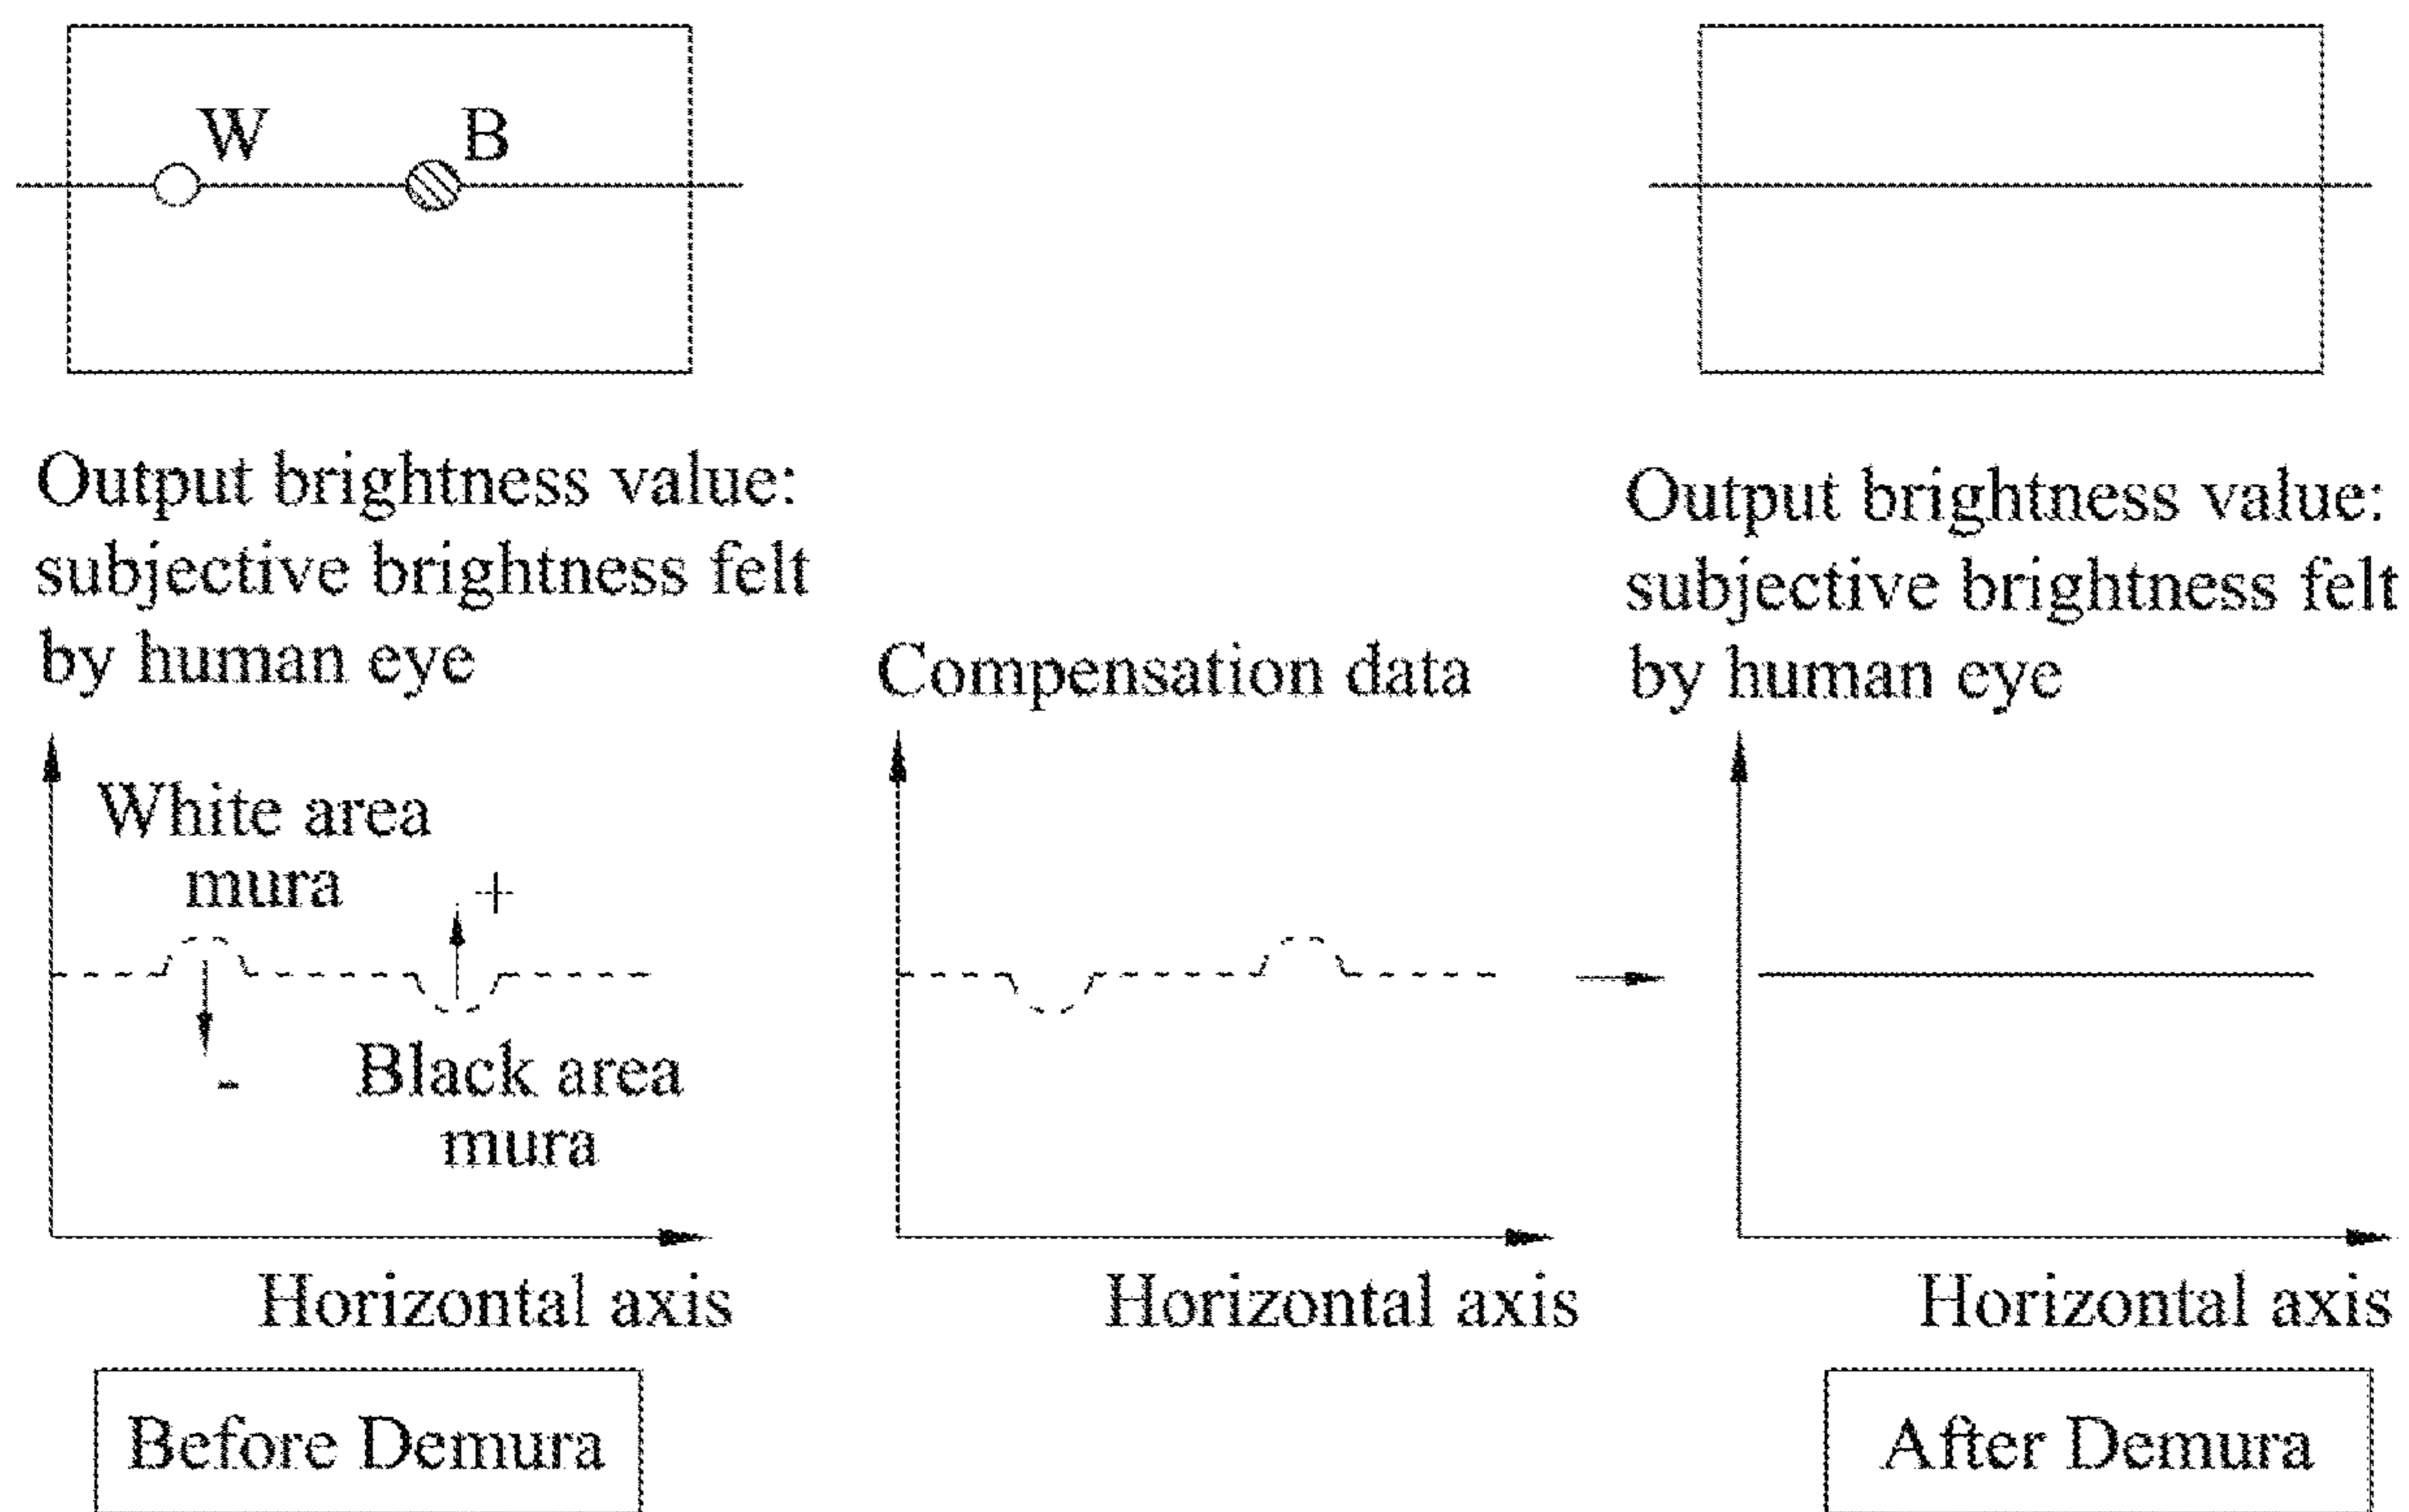 W
B
Output brightness value:
subjective brightness felt
by human eye
White area
mura
+
-
Black area
mura
Horizontal axis
Before Demura
Compensation data
Horizontal axis
Output brightness value:
subjective brightness felt
by human eye
Horizontal axis
After Demura